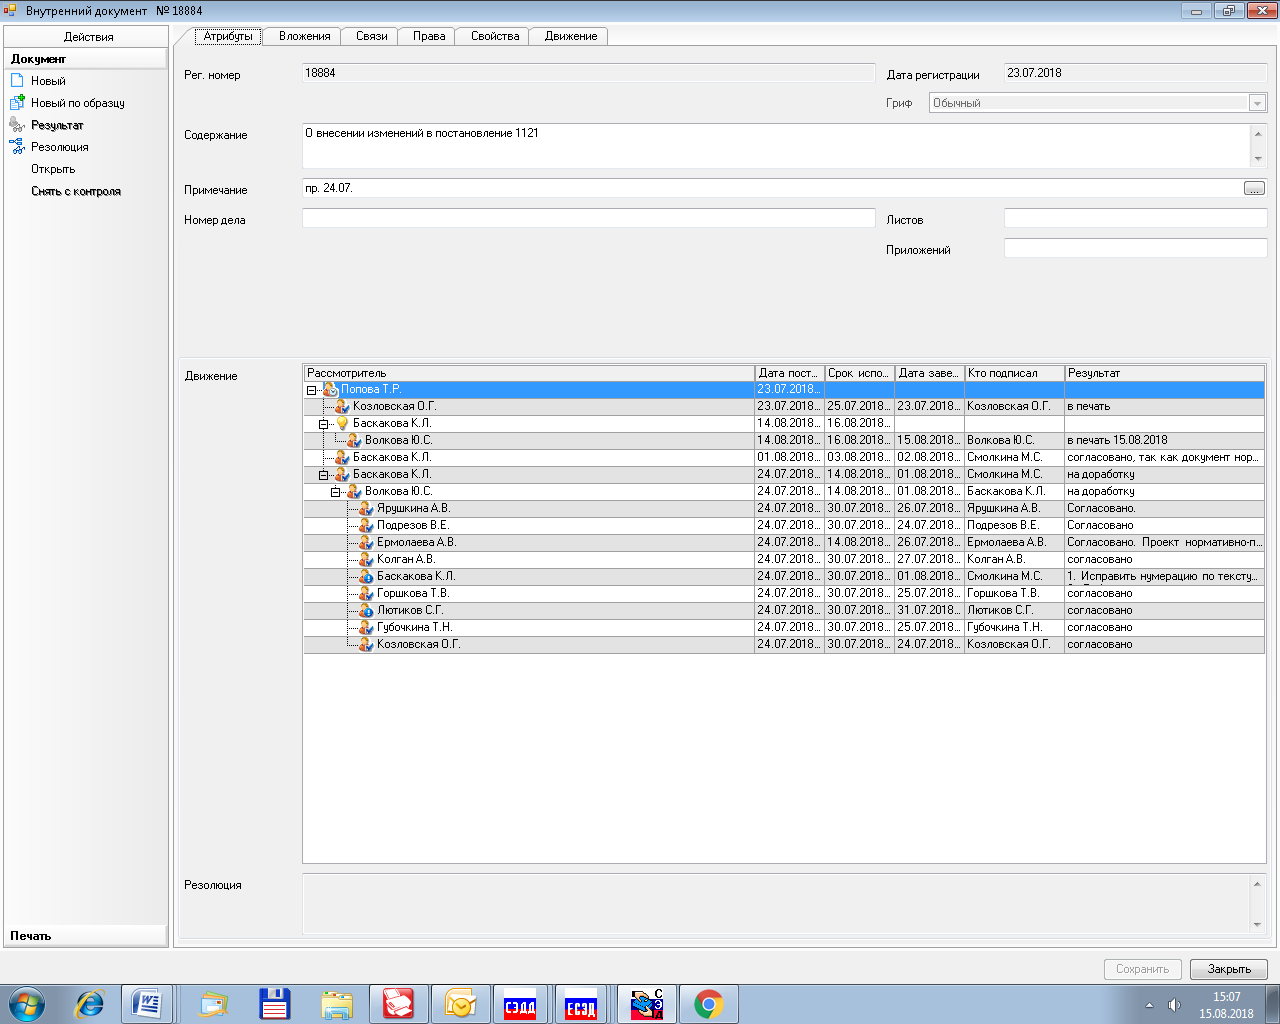 Внутренний документ № 18884
Действия
Документ
Новый
Новый по образцу
Результат
Резолюция
Открыть
Снять с контроля
Печать
Атрибуты Вложения Связи Права Свойства Движение
Рег. номер 18884 Дата регистрации 23.07.2018
Гриф Обычный
Содержание О внесении изменений в постановление 1121
Примечание пр. 24.07. ...
Номер дела Листов
Приложений
Движение
Рассмотритель Дата пост... Срок испо... Дата заве... Кто подписал Результат
Попова Т.Р. 23.07.2018...
Козловская О.Г. 23.07.2018... 25.07.2018... 23.07.2018... Козловская О.Г. в печать
Баскакова К.Л. 14.08.2018... 16.08.2018...
Волкова Ю.С. 14.08.2018... 16.08.2018... 15.08.2018... Волкова Ю.С. в печать 15.08.2018
Баскакова К.Л. 01.08.2018... 03.08.2018... 02.08.2018... Смолкина М.С. согласовано, так как документ нор...
Баскакова К.Л. 24.07.2018... 14.08.2018... 01.08.2018... Смолкина М.С. на доработку
Волкова Ю.С. 24.07.2018... 14.08.2018... 01.08.2018... Баскакова К.Л. на доработку
Ярушкина А.В. 24.07.2018... 30.07.2018... 26.07.2018... Ярушкина А.В. Согласовано.
Подрезов В.Е. 24.07.2018... 30.07.2018... 24.07.2018... Подрезов В.Е. Согласовано
Ермолаева А.В. 24.07.2018... 14.08.2018... 26.07.2018... Ермолаева А.В. Согласовано. Проект нормативно-п...
Колган А.В. 24.07.2018... 30.07.2018... 27.07.2018... Колган А.В. согласовано
Баскакова К.Л. 24.07.2018... 30.07.2018... 01.08.2018... Смолкина М.С. 1. Исправить нумерацию по тексту...
Горшкова Т.В. 24.07.2018... 30.07.2018... 25.07.2018... Горшкова Т.В. согласовано
Лютиков С.Г. 24.07.2018... 30.07.2018... 31.07.2018... Лютиков С.Г. согласовано
Губочкина Т.Н. 24.07.2018... 30.07.2018... 25.07.2018... Губочкина Т.Н. согласовано
Козловская О.Г. 24.07.2018... 30.07.2018... 24.07.2018... Козловская О.Г. согласовано
Резолюция
Сохранить Закрыть
СЭДД ЕСЭД СЭД
15:07
15.08.2018